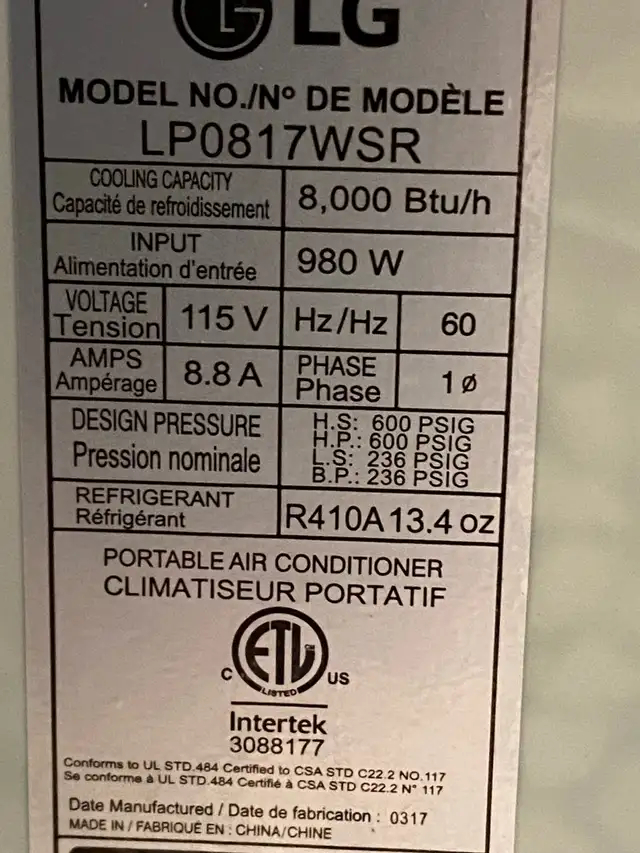 LG
MODEL NO./Nº DE MODÈLE
LP0817WSR
COOLING CAPACITY
Capacité de refroidissement
8,000 Btu/h
INPUT
Alimentation d'entrée
980 W
VOLTAGE
Tension
115 V
Hz/Hz
60
AMPS
Ampérage
8.8 A
PHASE
Phase
1ø
DESIGN PRESSURE
Pression nominale
H.S: 600 PSIG
H.P.: 600 PSIG
L.S: 236 PSIG
B.P.: 236 PSIG
REFRIGERANT
Réfrigérant
R410A 13.4 oz
PORTABLE AIR CONDITIONER
CLIMATISEUR PORTATIF
ETL
LISTED
C US
Intertek
3088177
Conforms to UL STD.484 Certified to CSA STD C22.2 NO.117
Se conforme à UL STD.484 Certifié à CSA STD C22.2 N° 117
Date Manufactured / Date de fabrication : 0317
MADE IN / FABRIQUÉ EN : CHINA/CHINE